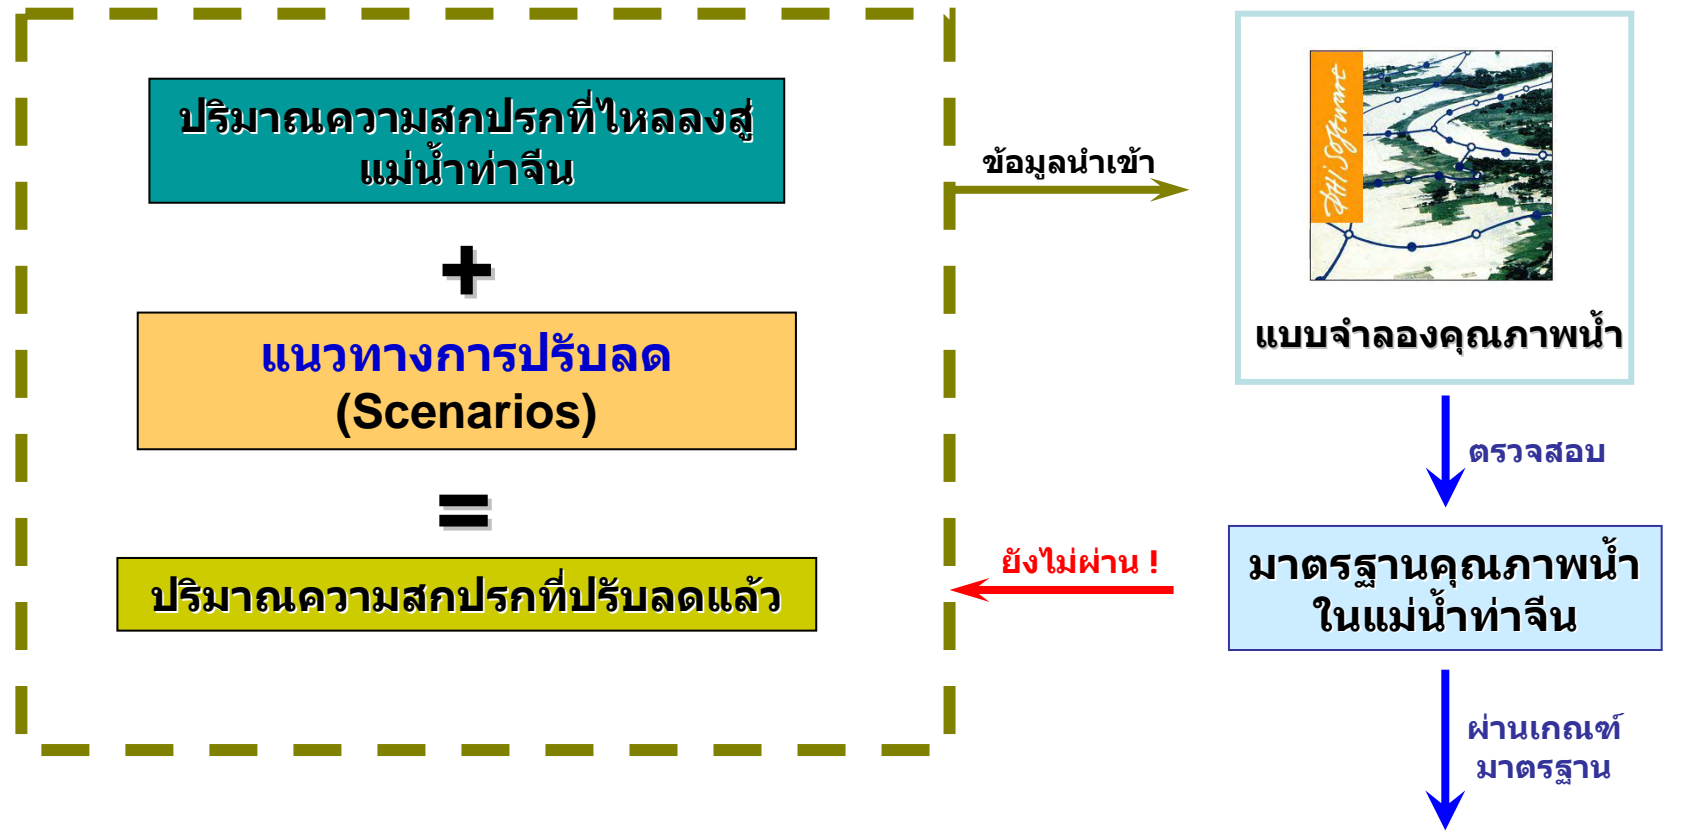 ปริมาณความสกปรกที่ไหลลงสู่
แม่น้ำท่าจีน
+
แนวทางการปรับลด
(Scenarios)
=
ปริมาณความสกปรกที่ปรับลดแล้ว
ข้อมูลนำเข้า
DHI Software
แบบจำลองคุณภาพน้ำ
ตรวจสอบ
มาตรฐานคุณภาพน้ำ
ในแม่น้ำท่าจีน
ยังไม่ผ่าน !
ผ่านเกณฑ์
มาตรฐาน